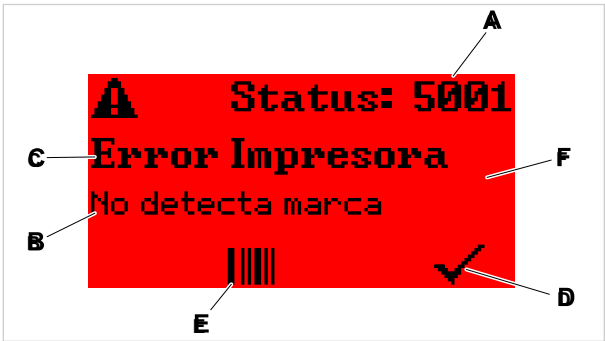 A
Status: 5001
C
Error Impresora
F
No detecta marca
B
D
E